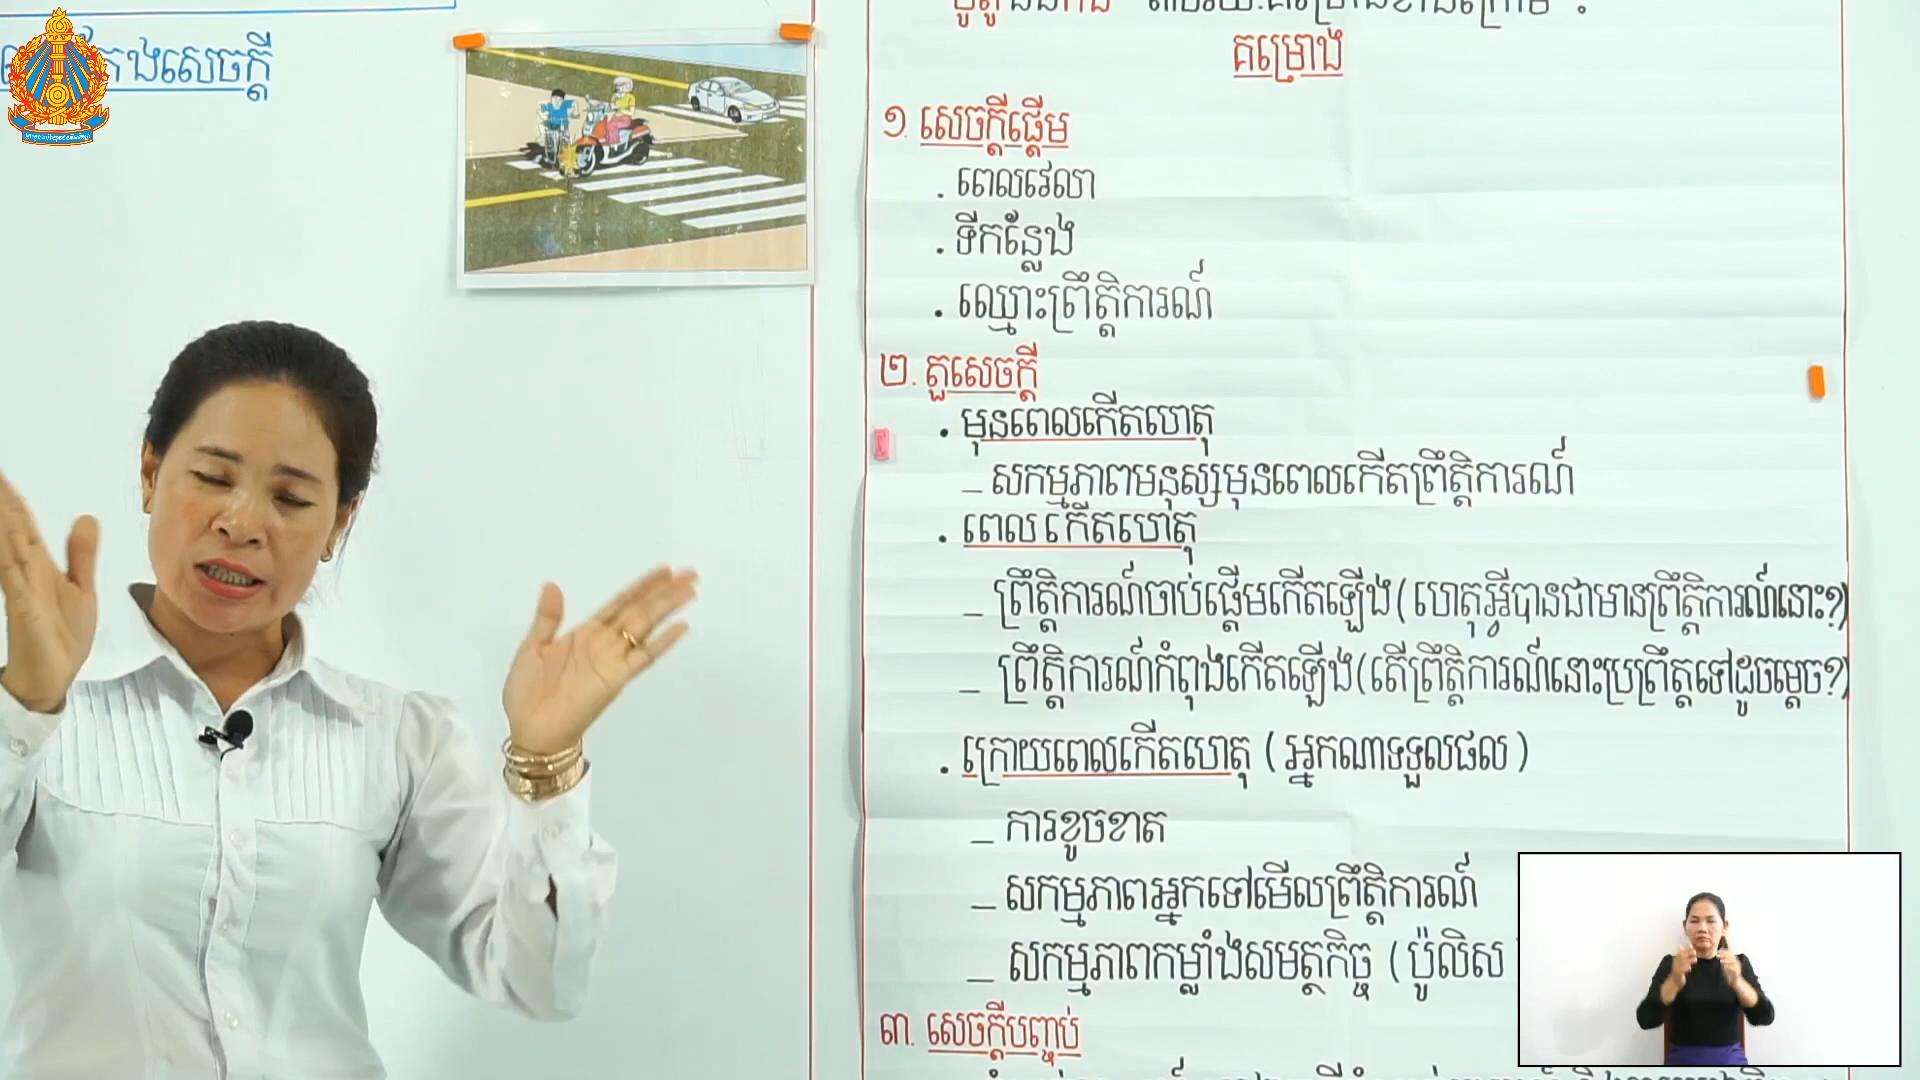 តែងសេចក្តី
គម្រោង
១. សេចក្តីផ្តើម
. ពេលវេលា
. ទីកន្លែង
. ឈ្មោះព្រឹត្តិការណ៍
២. តួសេចក្តី
. មុនពេលកើតហេតុ
_ សកម្មភាពមនុស្សមុនពេលកើតព្រឹត្តិការណ៍
. ពេលកើតហេតុ
_ ព្រឹត្តិការណ៍ចាប់ផ្តើមកើតឡើង (ហេតុអ្វីបានជាមានព្រឹត្តិការណ៍នោះ?)
_ ព្រឹត្តិការណ៍កំពុងកើតឡើង (តើព្រឹត្តិការណ៍នោះប្រព្រឹត្តទៅដូចម្តេច?)
. ក្រោយពេលកើតហេតុ ( អ្នកណាទទួលផល )
_ ការខូចខាត
_ សកម្មភាពអ្នកទៅមើលព្រឹត្តិការណ៍
_ សកម្មភាពកម្លាំងសមត្ថកិច្ច ( ប៉ូលិស
៣. សេចក្តីបញ្ចប់